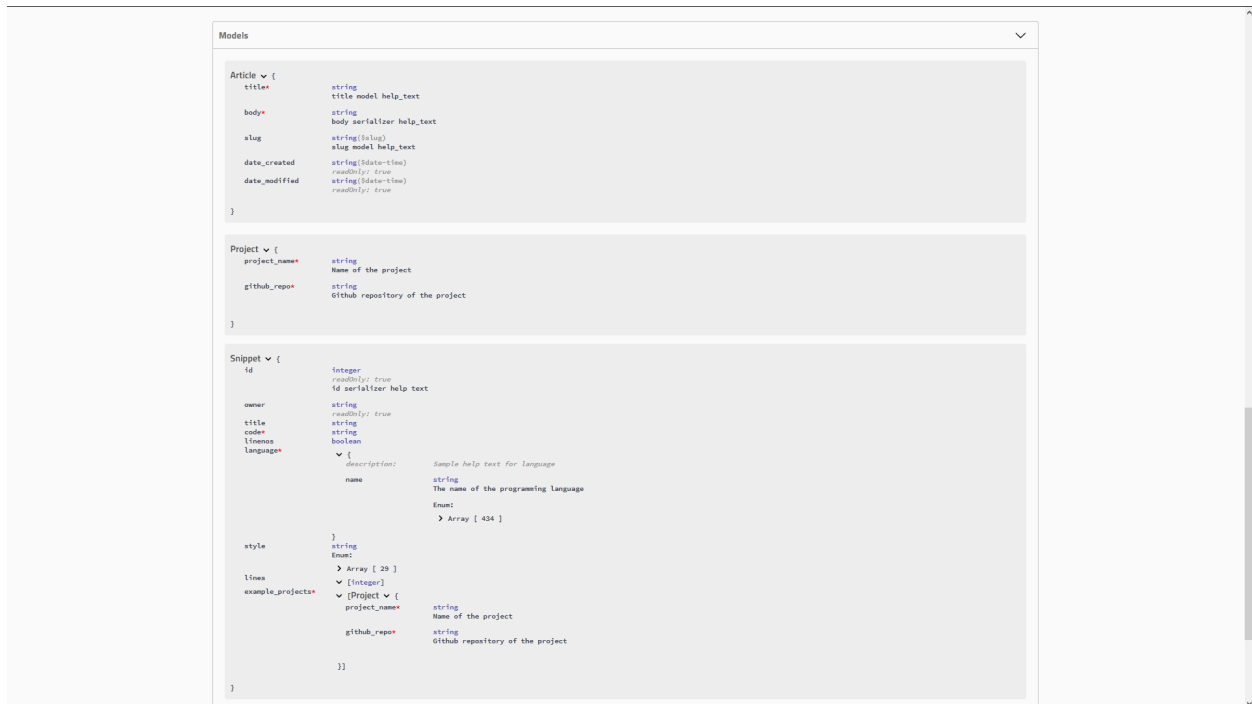 Models
Article {
title* string
title model help_text
body* string
body serializer help_text
slug string($slug)
slug model help_text
date_created string($date-time)
readOnly: true
date_modified string($date-time)
readOnly: true
}
Project {
project_name* string
Name of the project
github_repo* string
Github repository of the project
}
Snippet {
id integer
readOnly: true
id serializer help text
owner string
readOnly: true
title string
code* string
linenos boolean
language* {
description: Sample help text for language
name string
The name of the programming language
Enum:
Array [ 434 ]
}
style string
Enum:
Array [ 29 ]
lines [integer]
example_projects* [Project {
project_name* string
Name of the project
github_repo* string
Github repository of the project
}]
}